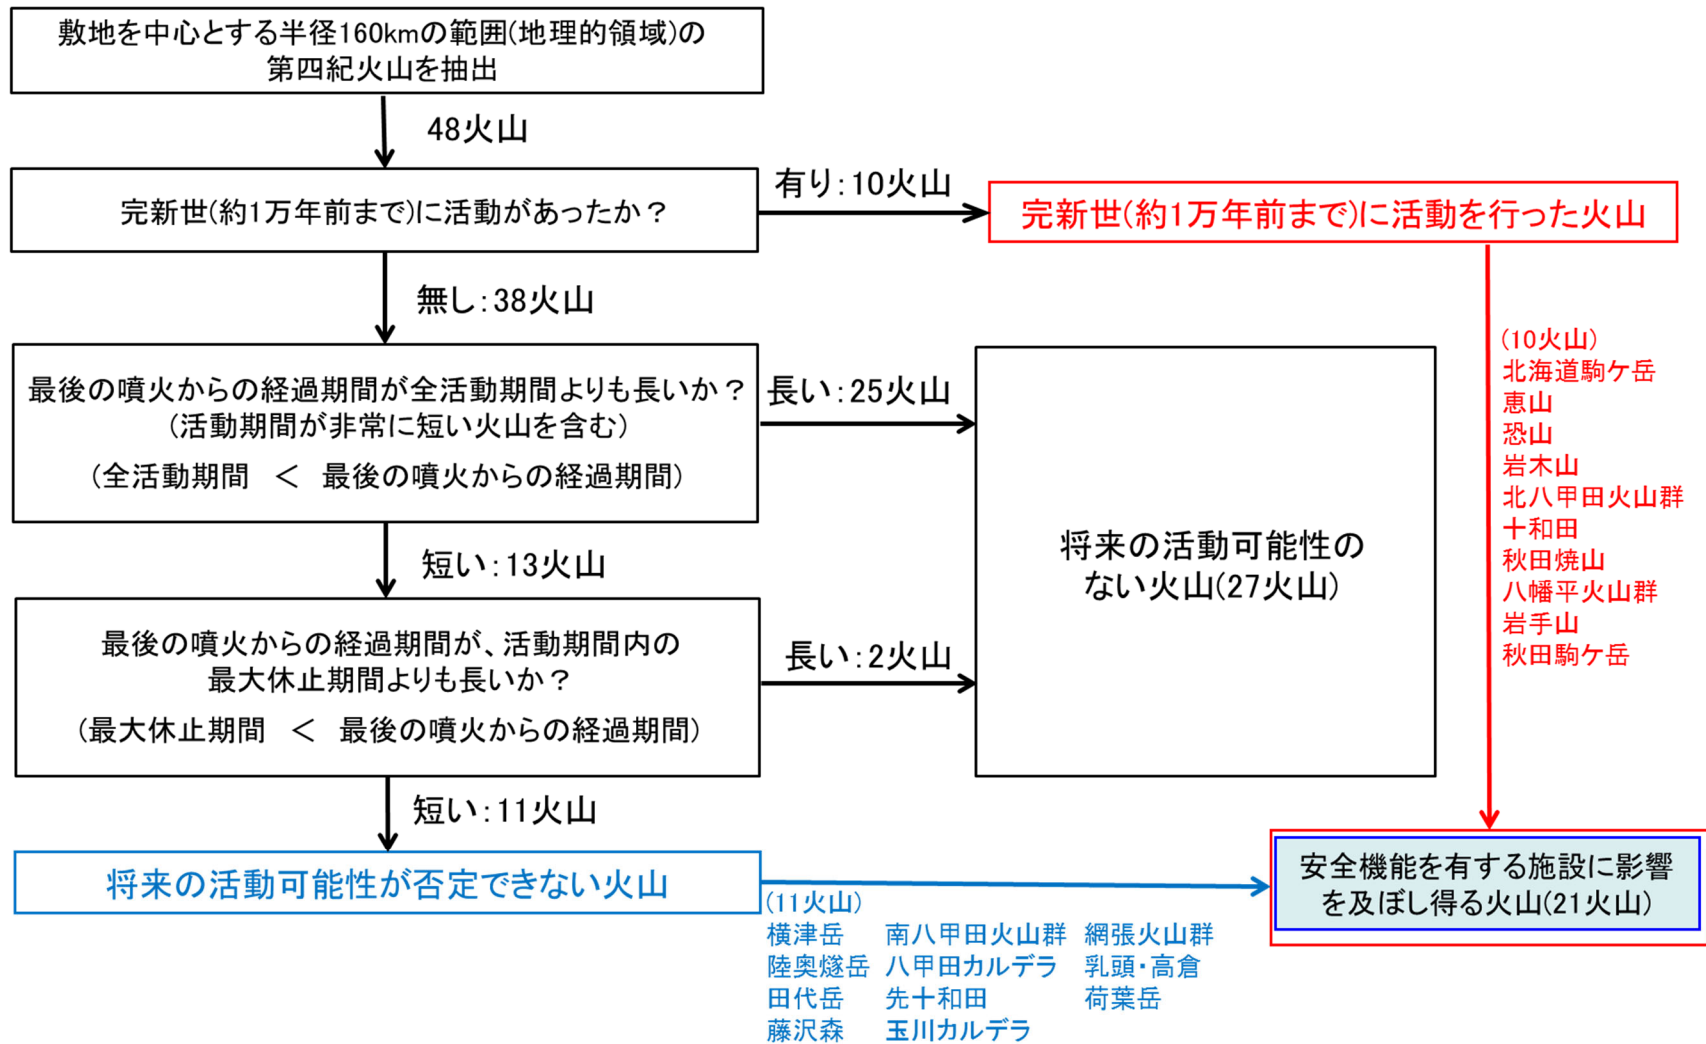 敷地を中心とする半径160kmの範囲(地理的領域)の
第四紀火山を抽出
48火山
完新世(約1万年前まで)に活動があったか？
有り：10火山
完新世(約1万年前まで)に活動を行った火山
無し：38火山
最後の噴火からの経過期間が全活動期間よりも長いか？
(活動期間が非常に短い火山を含む)
(全活動期間　＜　最後の噴火からの経過期間)
長い：25火山
将来の活動可能性の
ない火山(27火山)
(10火山)
北海道駒ケ岳
恵山
恐山
岩木山
北八甲田火山群
十和田
秋田焼山
八幡平火山群
岩手山
秋田駒ケ岳
短い：13火山
最後の噴火からの経過期間が、活動期間内の
最大休止期間よりも長いか？
(最大休止期間　＜　最後の噴火からの経過期間)
長い：2火山
短い：11火山
将来の活動可能性が否定できない火山
安全機能を有する施設に影響
を及ぼし得る火山(21火山)
(11火山)
横津岳　南八甲田火山群　網張火山群
陸奥燧岳　八甲田カルデラ　乳頭・高倉
田代岳　先十和田　荷葉岳
藤沢森　玉川カルデラ